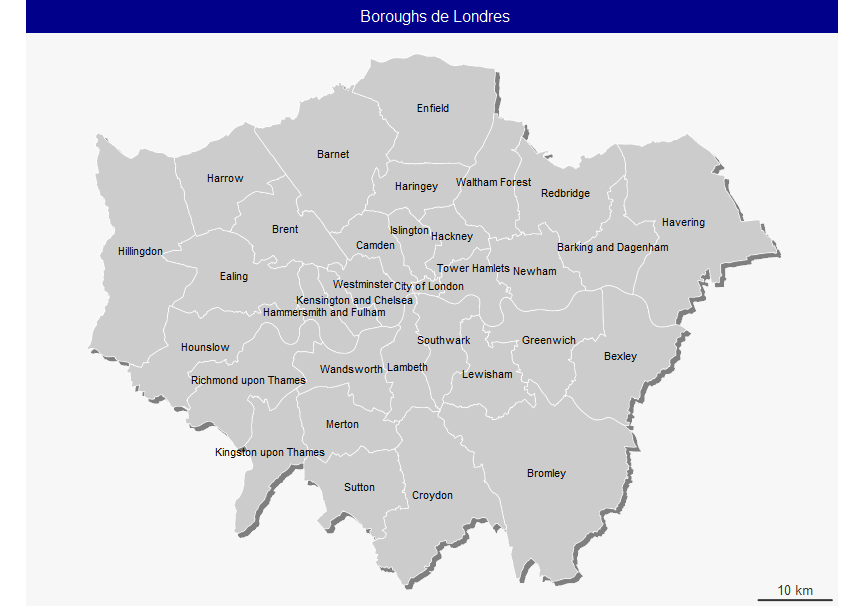 Boroughs de Londres
Enfield
Barnet
Harrow
Haringey
Waltham Forest
Redbridge
Havering
Brent
Islington
Hackney
Camden
Barking and Dagenham
Hillingdon
Ealing
Tower Hamlets
Newham
Westminster
City of London
Kensington and Chelsea
Hammersmith and Fulham
Hounslow
Southwark
Greenwich
Bexley
Richmond upon Thames
Wandsworth
Lambeth
Lewisham
Merton
Kingston upon Thames
Bromley
Sutton
Croydon
10 km